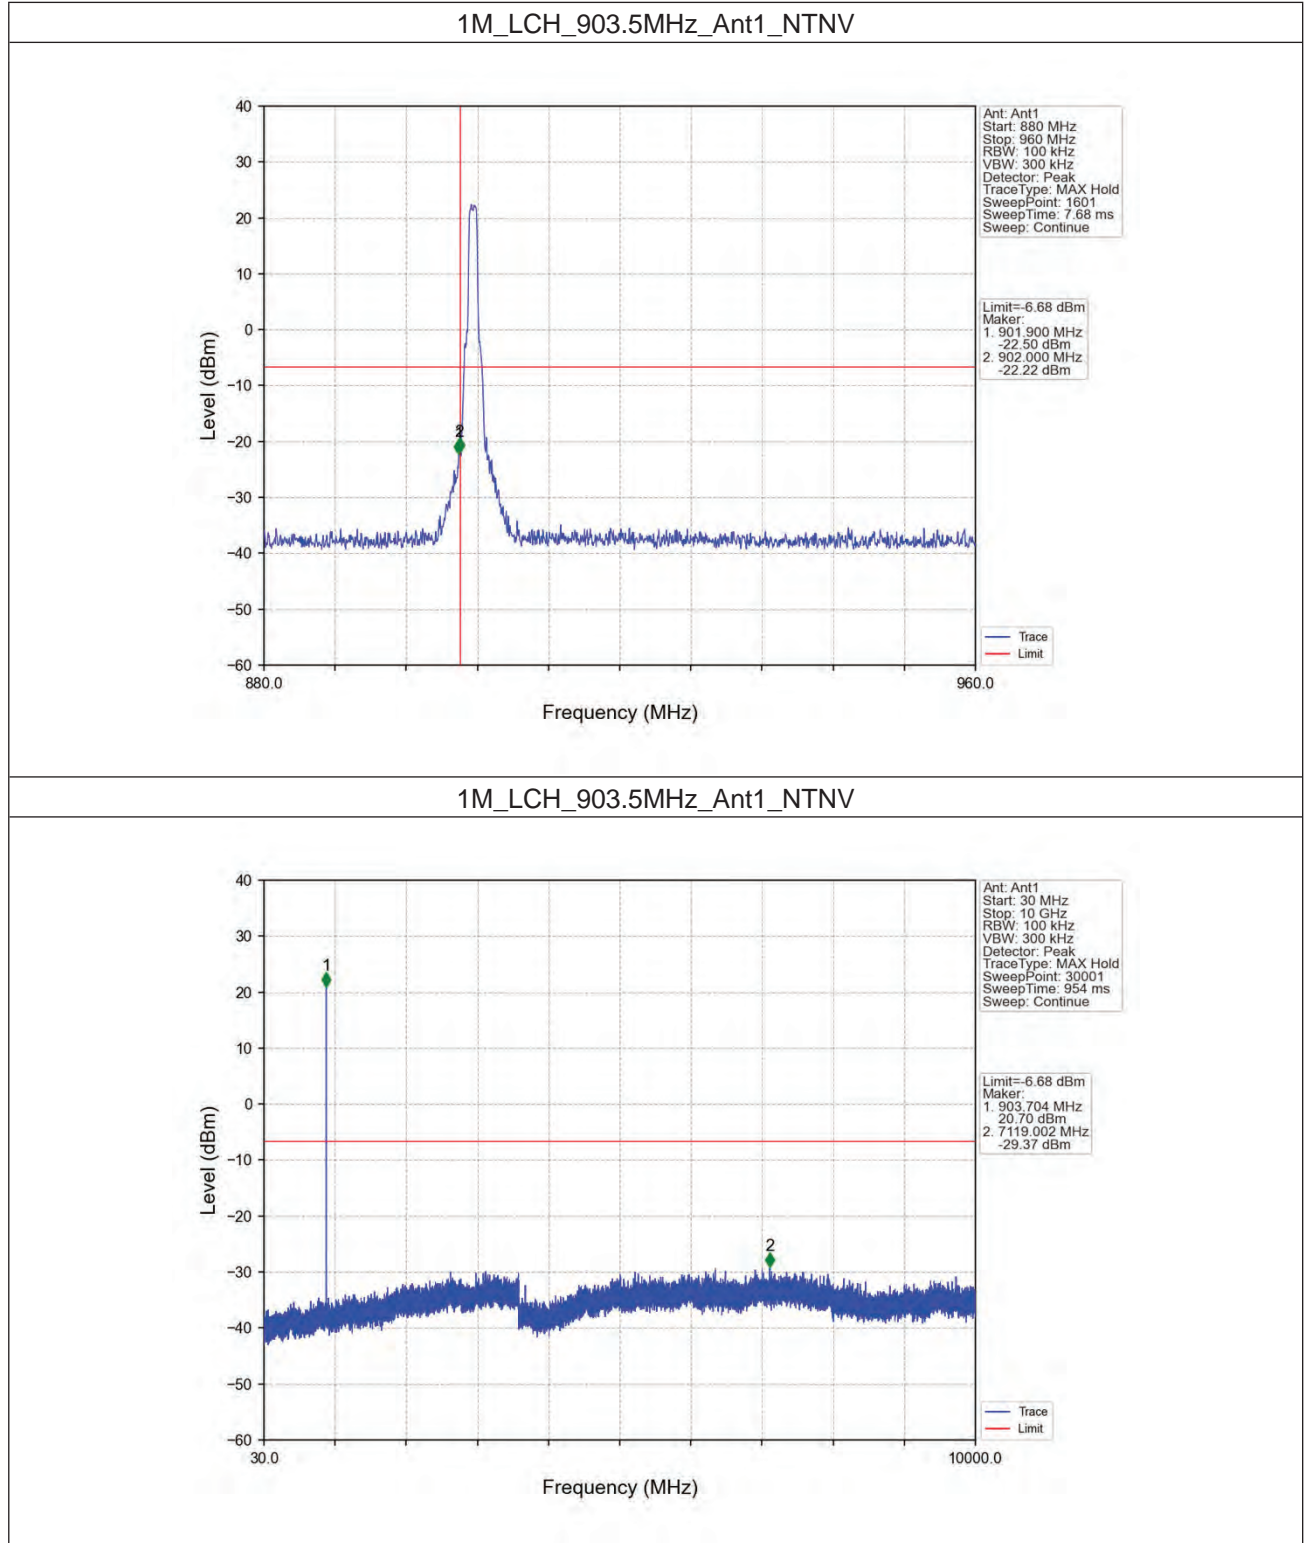 1M_LCH_903.5MHz_Ant1_NTNV
40
30
20
10
0
−10
−20
−30
−40
−50
−60
Level (dBm)
2
880.0
960.0
Frequency (MHz)
Ant: Ant1
Start: 880 MHz
Stop: 960 MHz
RBW: 100 kHz
VBW: 300 kHz
Detector: Peak
TraceType: MAX Hold
SweepPoint: 1601
SweepTime: 7.68 ms
Sweep: Continue
Limit=-6.68 dBm
Maker:
1. 901.900 MHz
-22.50 dBm
2. 902.000 MHz
-22.22 dBm
Trace
Limit
1M_LCH_903.5MHz_Ant1_NTNV
40
30
20
10
0
−10
−20
−30
−40
−50
−60
Level (dBm)
1
2
30.0
10000.0
Frequency (MHz)
Ant: Ant1
Start: 30 MHz
Stop: 10 GHz
RBW: 100 kHz
VBW: 300 kHz
Detector: Peak
TraceType: MAX Hold
SweepPoint: 30001
SweepTime: 954 ms
Sweep: Continue
Limit=-6.68 dBm
Maker:
1. 903.704 MHz
20.70 dBm
2. 7119.002 MHz
-29.37 dBm
Trace
Limit